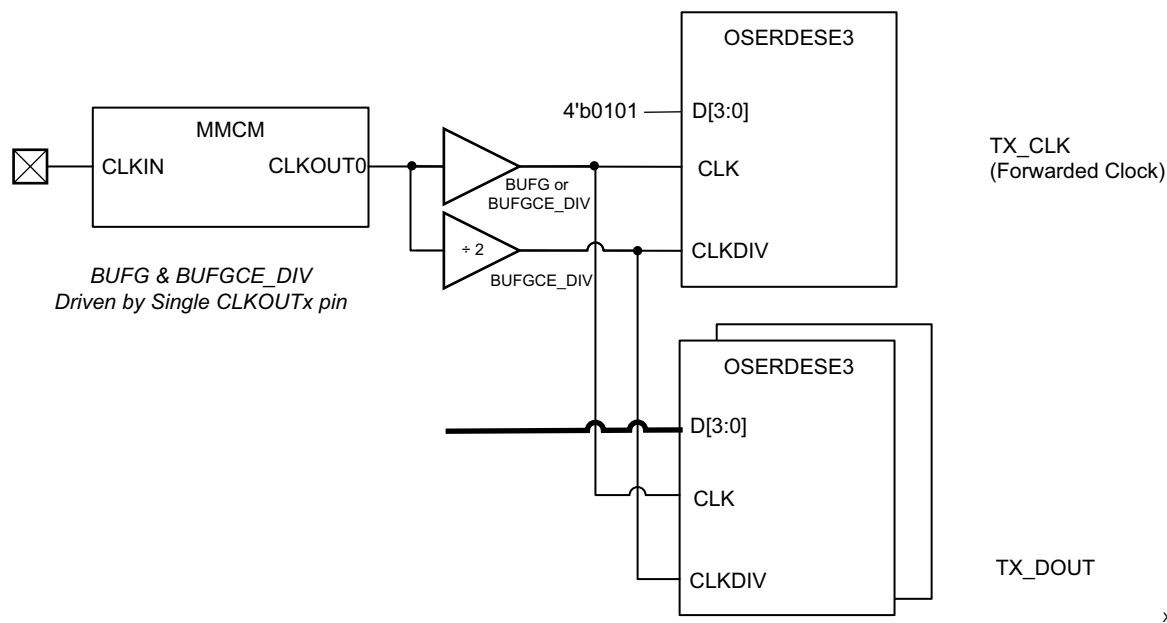 OSERDESE3
4'b0101
D[3:0]
MMCM
TX_CLK
(Forwarded Clock)
CLKIN
CLKOUT0
CLK
BUFG or
BUFGCE_DIV
÷ 2
CLKDIV
BUFG & BUFGCE_DIV
Driven by Single CLKOUTx pin
BUFGCE_DIV
OSERDESE3
D[3:0]
CLK
CLKDIV
TX_DOUT